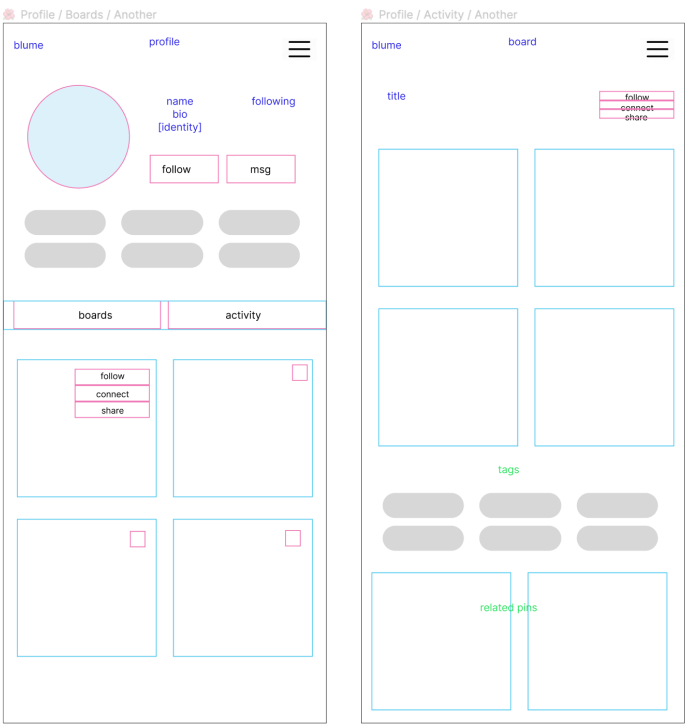 Profile / Boards / Another
blume
profile
name
following
bio
[identity]
follow
msg
boards
activity
follow
connect
share
Profile / Activity / Another
blume
board
title
follow
connect
share
tags
related pins